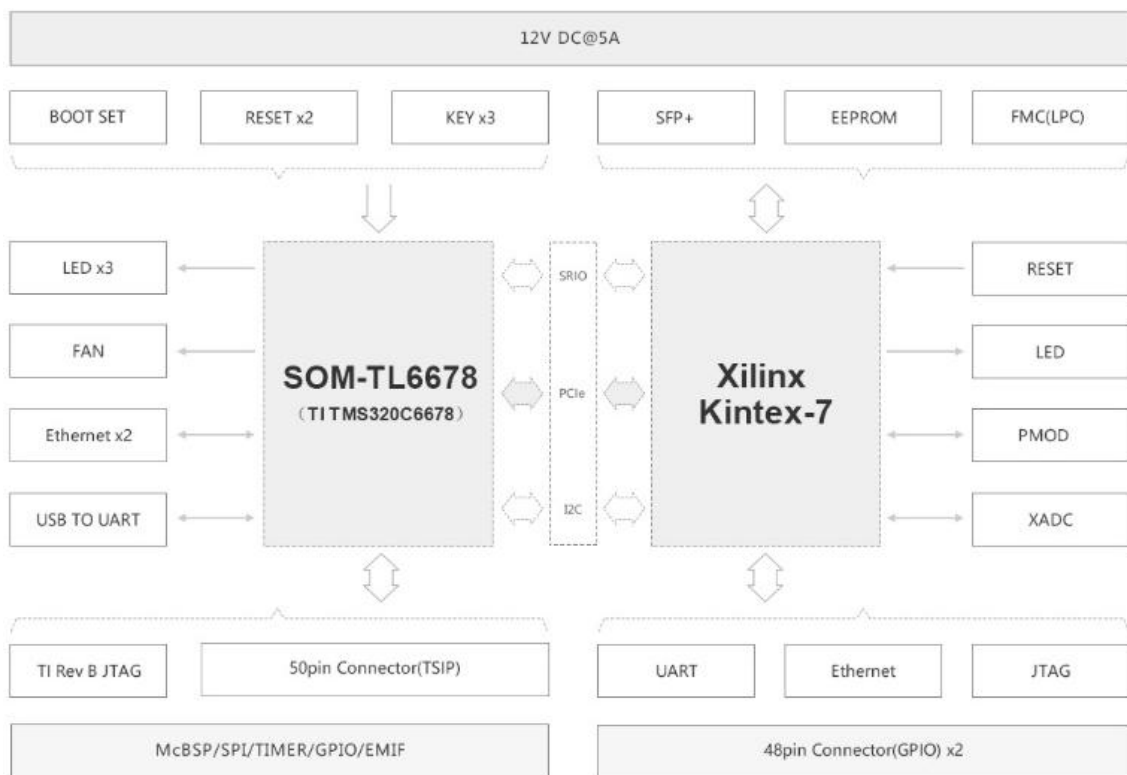 12V DC@5A
BOOT SET
RESET x2
KEY x3
SFP+
EEPROM
FMC(LPC)
LED x3
SRIO
RESET
FAN
SOM-TL6678
（TI TMS320C6678）
PCIe
Xilinx
Kintex-7
LED
Ethernet x2
PMOD
USB TO UART
I2C
XADC
TI Rev B JTAG
50pin Connector(TSIP)
UART
Ethernet
JTAG
McBSP/SPI/TIMER/GPIO/EMIF
48pin Connector(GPIO) x2